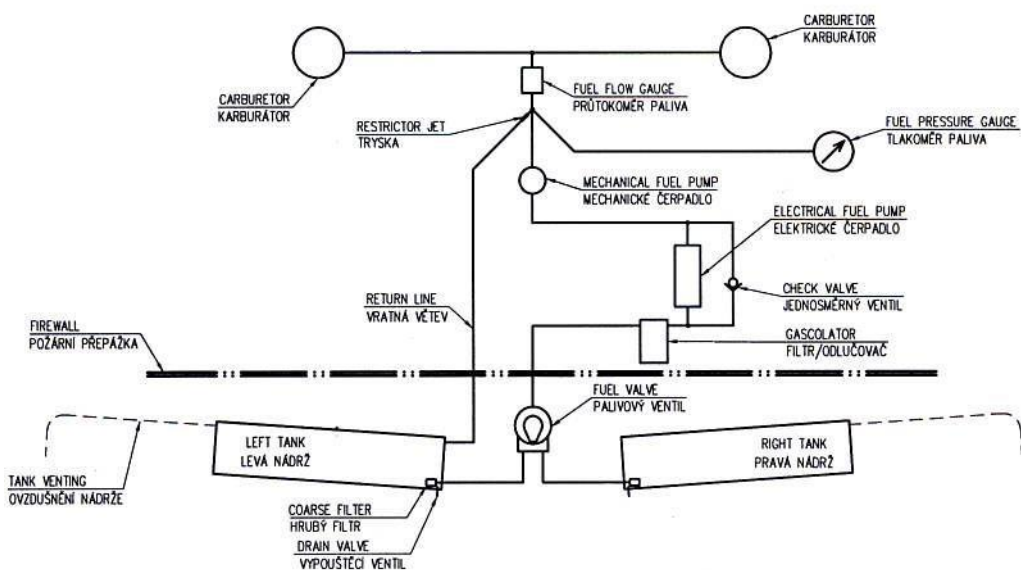 CARBURETOR
KARBURÁTOR
CARBURETOR
KARBURÁTOR
FUEL FLOW GAUGE
PRŮTOKOMĚR PALIVA
RESTRICTOR JET
TRYSKA
FUEL PRESSURE GAUGE
TLAKOMĚR PALIVA
MECHANICAL FUEL PUMP
MECHANICKÉ ČERPADLO
ELECTRICAL FUEL PUMP
ELEKTRICKÉ ČERPADLO
RETURN LINE
VRATNÁ VĚTEV
CHECK VALVE
JEDNOSMĚRNÝ VENTIL
FIREWALL
POŽÁRNÍ PŘEPÁŽKA
GASCOLATOR
FILTR/ODLUČOVAČ
FUEL VALVE
PALIVOVÝ VENTIL
LEFT TANK
LEVÁ NÁDRŽ
RIGHT TANK
PRAVÁ NÁDRŽ
TANK VENTING
OVZDUŠNĚNÍ NÁDRŽE
COARSE FILTER
HRUBÝ FILTR
DRAIN VALVE
VYPOUŠTĚCÍ VENTIL